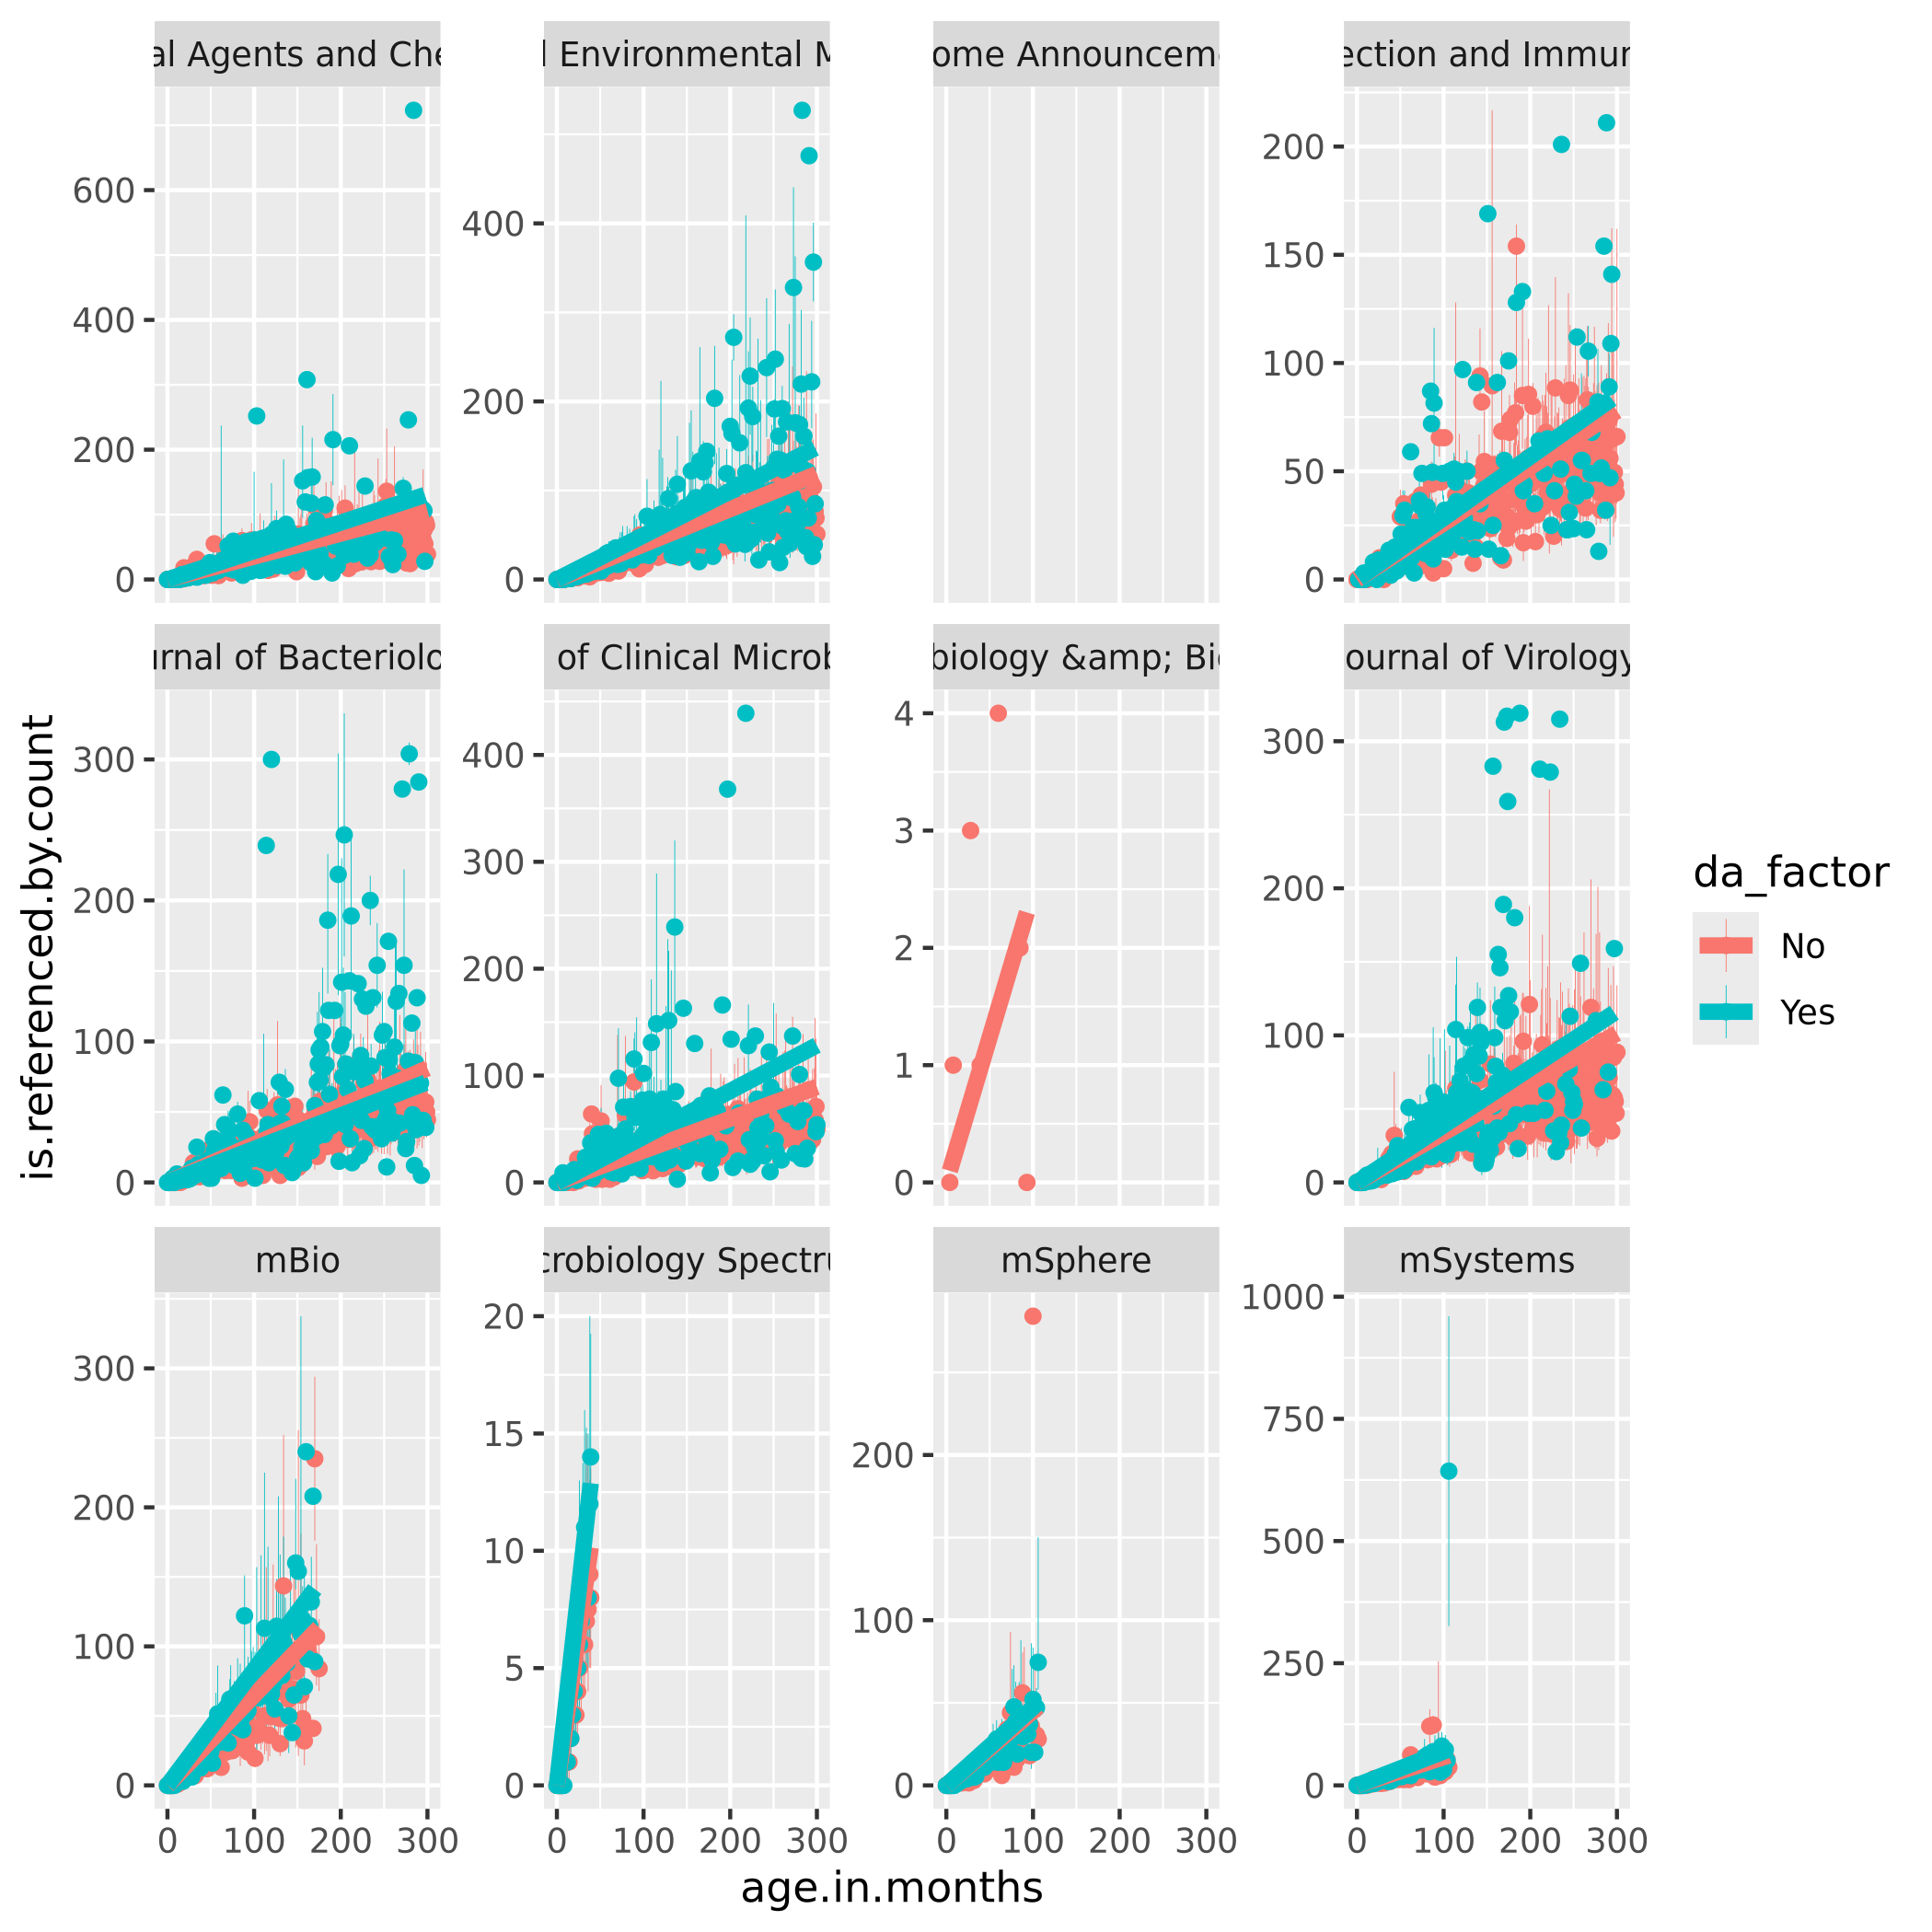 al Agents and Che
l Environmental M
ome Announceme
ection and Immun
600
400
200
0
400
200
0
200
150
100
50
0
urnal of Bacteriolo
of Clinical Microb
biology &amp; Bio
ournal of Virology
300
200
100
0
400
300
200
100
0
4
3
2
1
0
300
200
100
0
mBio
crobiology Spectru
mSphere
mSystems
300
200
100
0
20
15
10
5
0
200
100
0
1000
750
500
250
0
0 100 200 300
0 100 200 300
0 100 200 300
0 100 200 300
age.in.months
is.referenced.by.count
da_factor
No
Yes